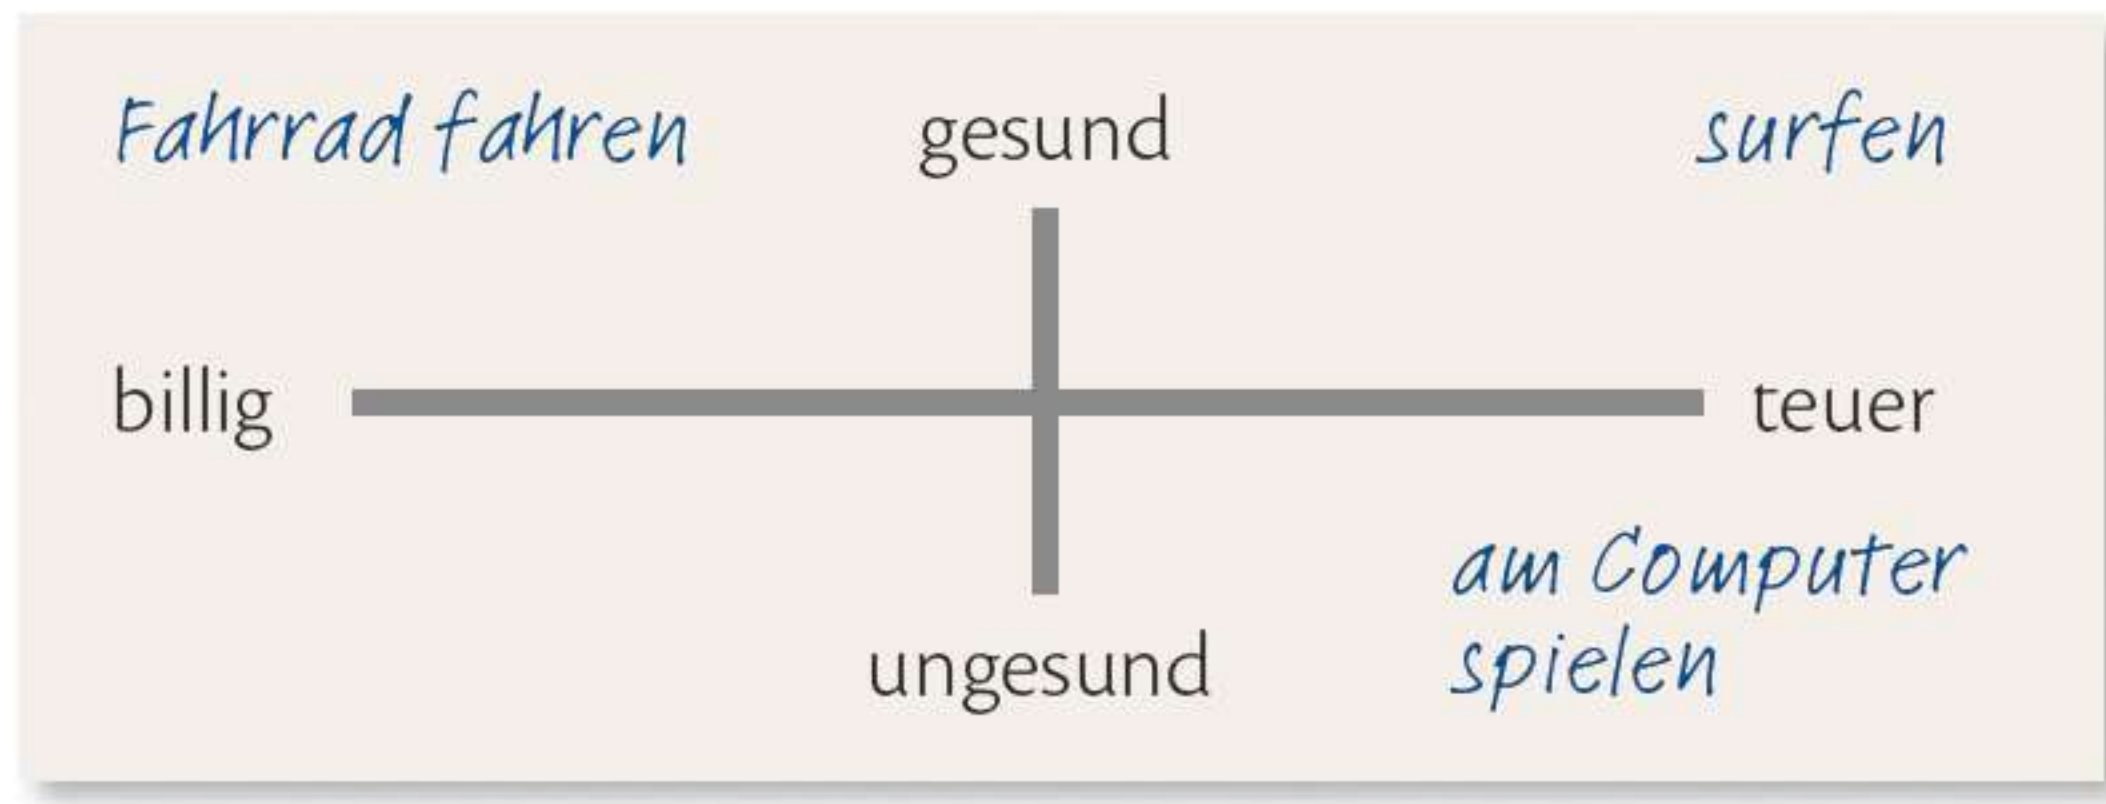 Fahrrad fahren gesund surfen
billig teuer
am Computer
spielen
ungesund